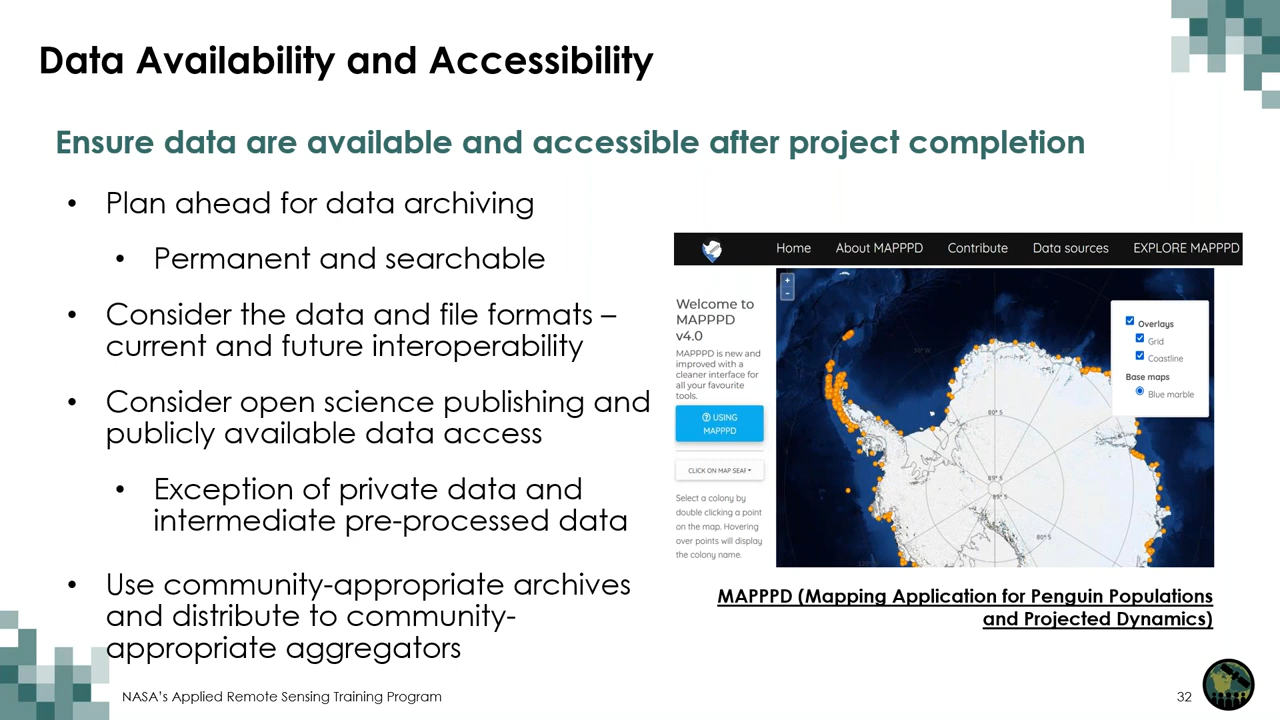 Data Availability and Accessibility
Ensure data are available and accessible after project completion
• Plan ahead for data archiving
• Permanent and searchable
• Consider the data and file formats –
current and future interoperability
• Consider open science publishing and
publicly available data access
• Exception of private data and
intermediate pre-processed data
• Use community-appropriate archives
and distribute to community-
appropriate aggregators
Home About MAPPPD Contribute Data sources EXPLORE MAPPPD
Welcome to
MAPPPD
v4.0
MAPPPD is new and
improved with a
cleaner interface for
all your favourite
tools.
USING
MAPPPD
CLICK ON MAP SEAF
Select a colony by
double clicking a point
on the map. Hovering
over points will display
the colony name.
+
-
Overlays
Grid
Coastline
Base maps
Blue marble
80° S
80° S
MAPPPD (Mapping Application for Penguin Populations
and Projected Dynamics)
NASA's Applied Remote Sensing Training Program
32